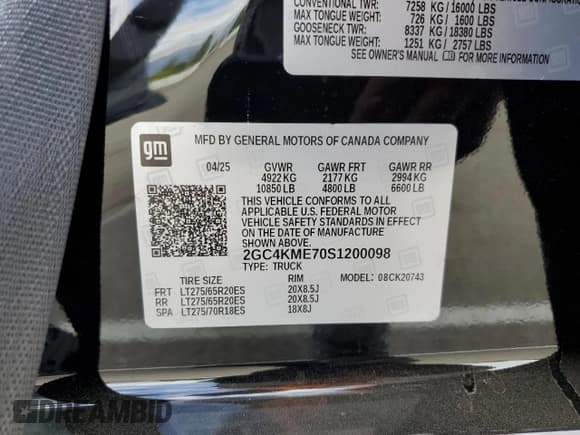 CONVENTIONAL TWR: 7258 KG / 16000 LBS
MAX TONGUE WEIGHT: 726 KG / 1600 LBS
GOOSENECK TWR: 8337 KG / 18380 LBS
MAX TONGUE WEIGHT: 1251 KG / 2757 LBS
SEE OWNER'S MANUAL FOR MORE INFORMATION
gm
MFD BY GENERAL MOTORS OF CANADA COMPANY
04/25 GVWR GAWR FRT GAWR RR
4922 KG 2177 KG 2994 KG
10850 LB 4800 LB 6600 LB
THIS VEHICLE CONFORMS TO ALL
APPLICABLE U.S. FEDERAL MOTOR
VEHICLE SAFETY STANDARDS IN EFFECT
ON THE DATE OF MANUFACTURE SHOWN ABOVE.
2GC4KME70S1200098
TYPE: TRUCK MODEL: 08CK20743
TIRE SIZE RIM
FRT LT275/65R20ES 20X8.5J
RR LT275/65R20ES 20X8.5J
SPA LT275/70R18ES 18X8J
DREAMBID